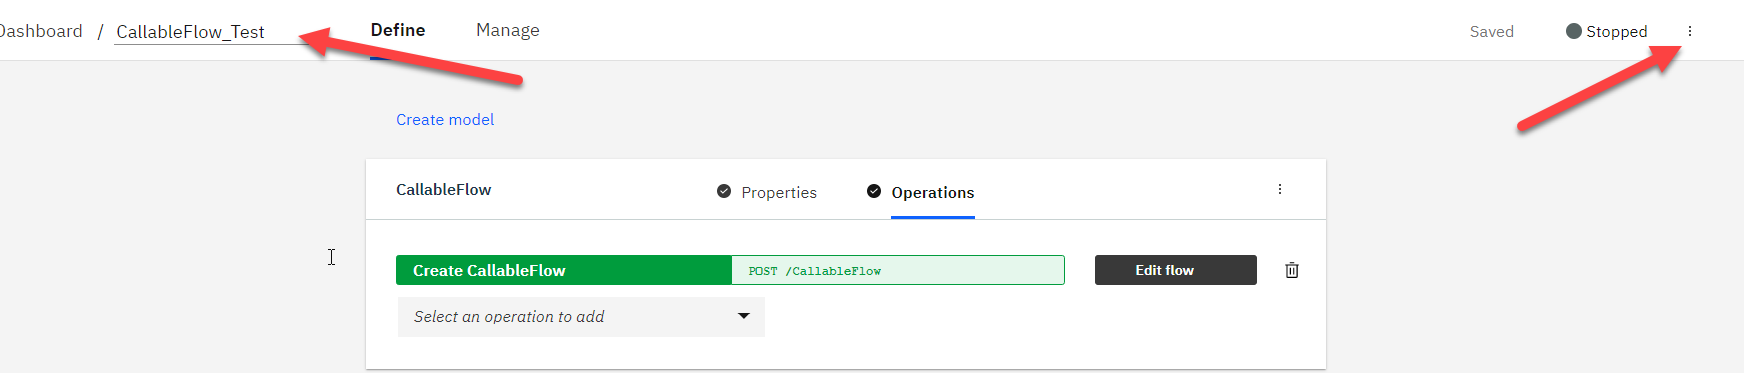 Dashboard / CallableFlow_Test Define Manage Saved Stopped
Create model
CallableFlow Properties Operations
Create CallableFlow POST /CallableFlow Edit flow
Select an operation to add